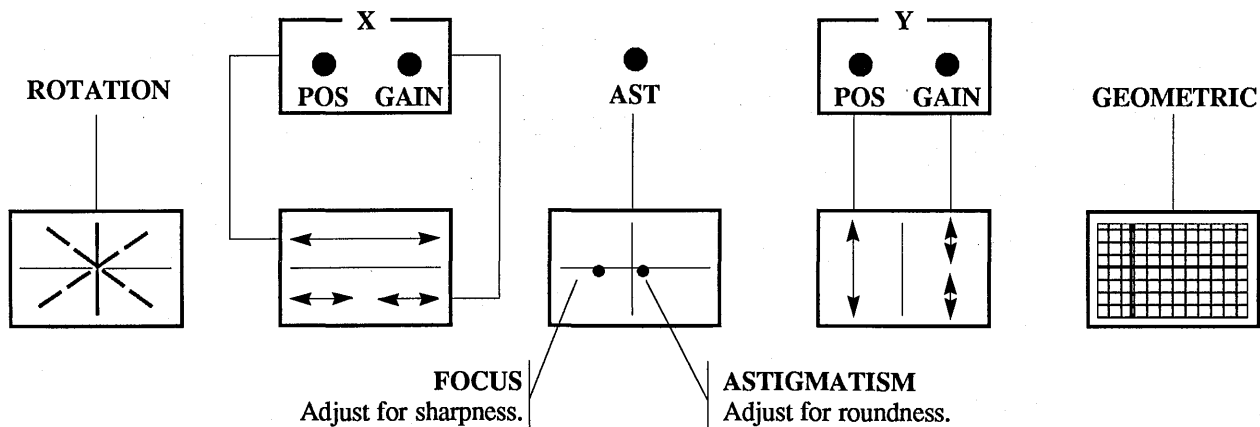 X
Y
ROTATION
POS GAIN
AST
POS GAIN
GEOMETRIC
FOCUS
Adjust for sharpness.
ASTIGMATISM
Adjust for roundness.